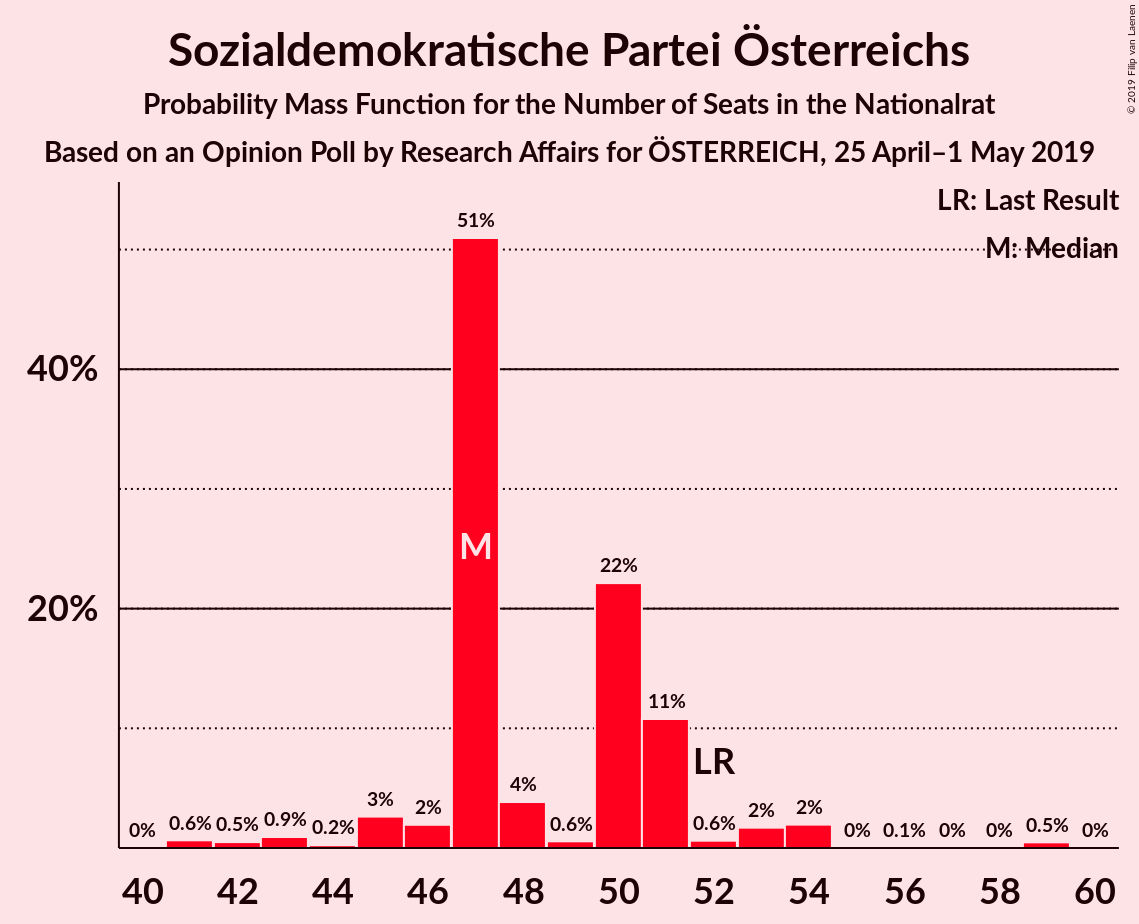 Sozialdemokratische Partei Österreichs
Probability Mass Function for the Number of Seats in the Nationalrat
Based on an Opinion Poll by Research Affairs for ÖSTERREICH, 25 April–1 May 2019
© 2019 Filip van Laenen
LR: Last Result
M: Median
51%
40%
M
22%
20%
11%
LR
4%
3%
2%
2%
2%
0%
0.6%
0.5%
0.9%
0.2%
0.6%
0.6%
0%
0.1%
0%
0%
0.5%
0%
40 42 44 46 48 50 52 54 56 58 60